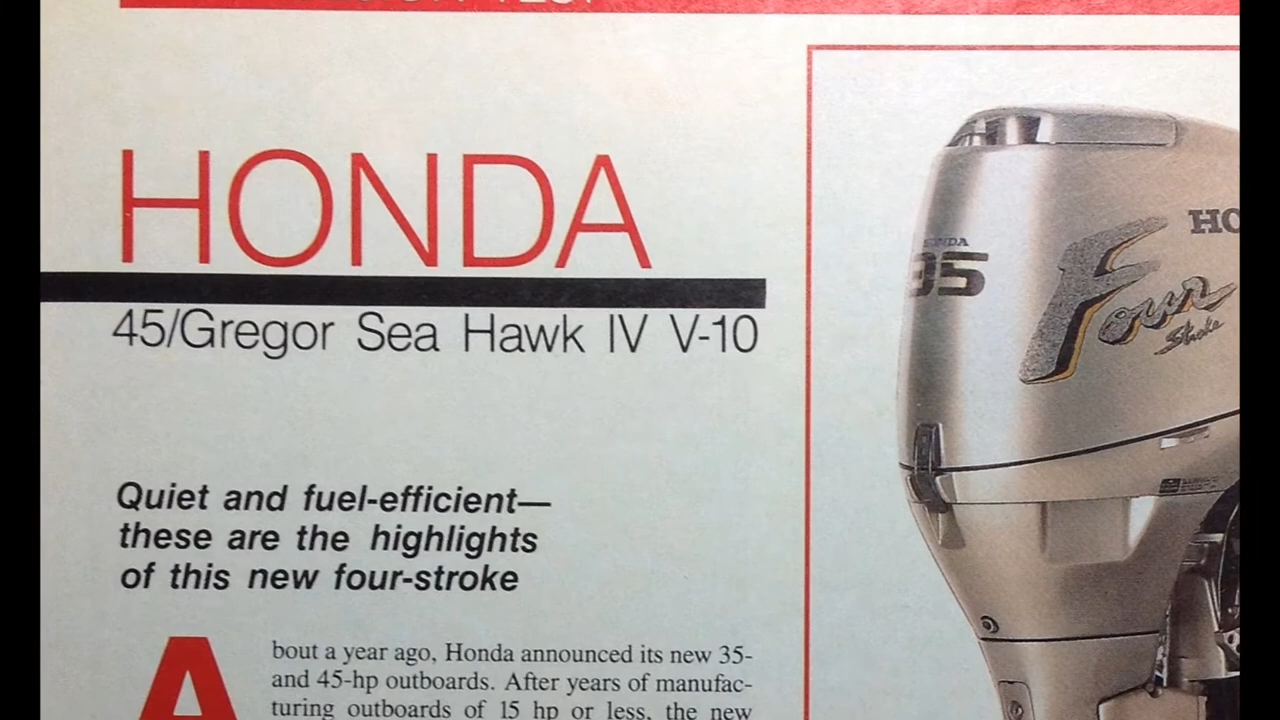 HONDA
45/Gregor Sea Hawk IV V-10
Quiet and fuel-efficient—
these are the highlights
of this new four-stroke
A
bout a year ago, Honda announced its new 35-
and 45-hp outboards. After years of manufac-
turing outboards of 15 hp or less, the new
HO
HONDA
35
Four
Stroke